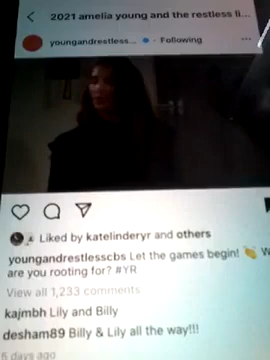 2021 amelia young and the restless li...
youngandrestless... · Following
Liked by katelinderyr and others
youngandrestlesscbs Let the games begin! 👏 W
are you rooting for? #YR
View all 1,233 comments
kajmbh Lily and Billy
desham89 Billy & Lily all the way!!!
5 days ago